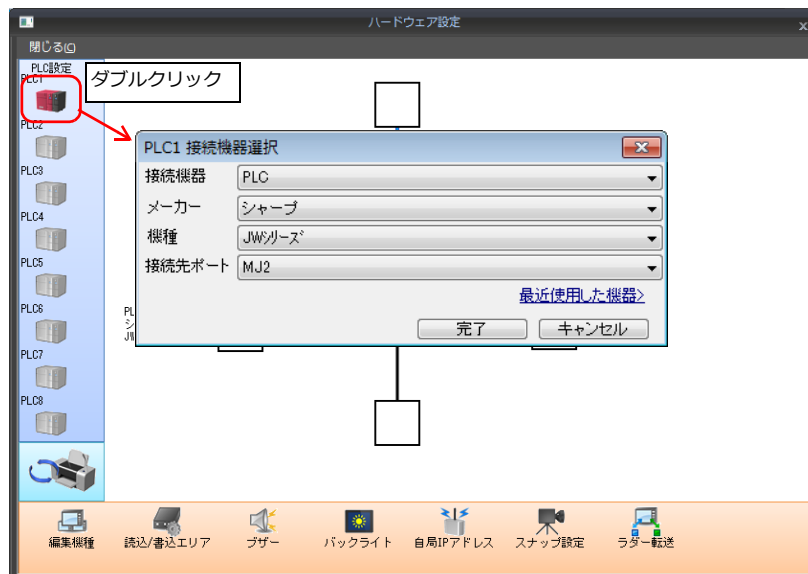 ハードウェア設定
x
閉じる(C)
PLC設定
PLC1
ダブルクリック
PLC2
PLC3
PLC4
PLC5
PLC6
PLC7
PLC8
PLC1 接続機器選択
接続機器 PLC
メーカー シャープ
機種 JWシリーズ
接続先ポート MJ2
最近使用した機器>
完了 キャンセル
PL
シ
JW
編集機種 読込/書込エリア ブザー バックライト 自局IPアドレス スナップ設定 ラダー転送